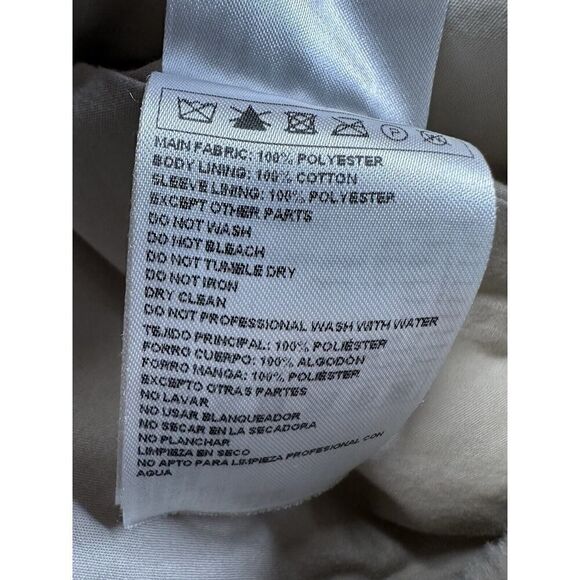 P
MAIN FABRIC: 100% POLYESTER
BODY LINING: 100% COTTON
SLEEVE LINING: 100% POLYESTER
EXCEPT OTHER PARTS
DO NOT WASH
DO NOT BLEACH
DO NOT TUMBLE DRY
DO NOT IRON
DRY CLEAN
DO NOT PROFESSIONAL WASH WITH WATER
TEJIDO PRINCIPAL: 100% POLIÉSTER
FORRO CUERPO: 100% ALGODÓN
FORRO MANGA: 100% POLIÉSTER
EXCEPTO OTRAS PARTES
NO LAVAR
NO USAR BLANQUEADOR
NO SECAR EN LA SECADORA
NO PLANCHAR
LIMPIEZA EN SECO
NO APTO PARA LIMPIEZA PROFESIONAL CON
AGUA